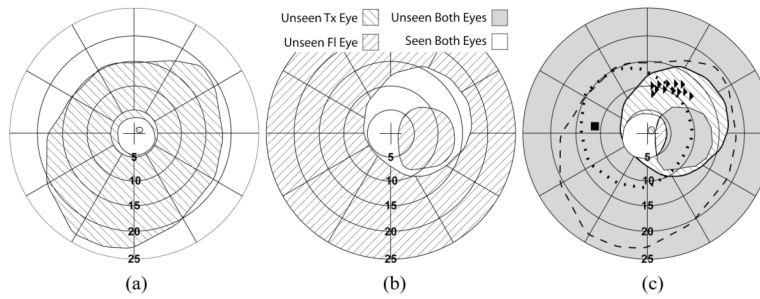 Unseen Tx Eye Unseen Both Eyes
Unseen Fl Eye Seen Both Eyes
5 5 5
10 10 10
15 15 15
20 20 20
25 25 25
(a) (b) (c)